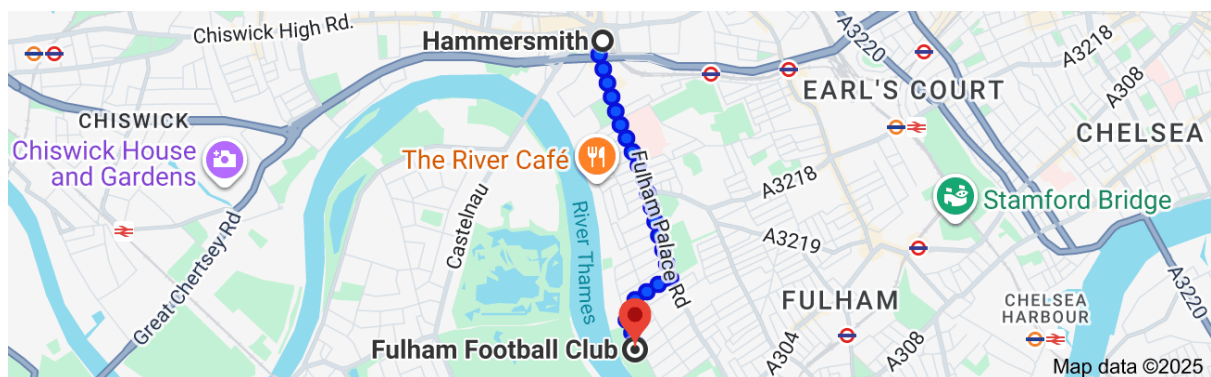 Chiswick High Rd.
Hammersmith
A3220
A3218
A308
EARL'S COURT
CHISWICK
CHELSEA
Chiswick House
and Gardens
The River Café
Fulham Palace Rd
A3218
Stamford Bridge
Castelnau
River Thames
A3219
Great Chertsey Rd
FULHAM
CHELSEA
HARBOUR
A3220
A304
A308
Fulham Football Club
Map data ©2025